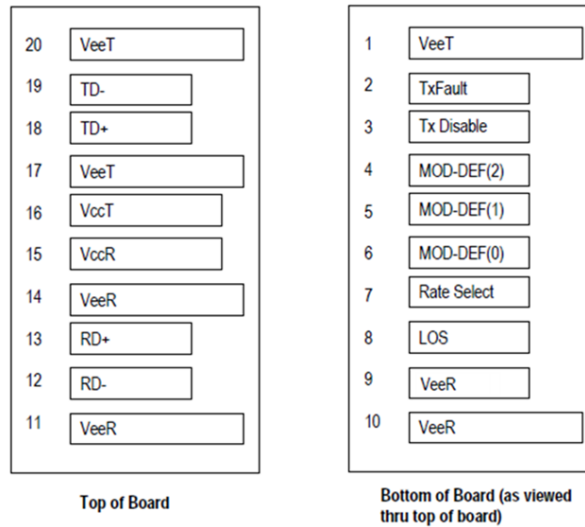 20 VeeT
19 TD-
18 TD+
17 VeeT
16 VccT
15 VccR
14 VeeR
13 RD+
12 RD-
11 VeeR
Top of Board
1 VeeT
2 TxFault
3 Tx Disable
4 MOD-DEF(2)
5 MOD-DEF(1)
6 MOD-DEF(0)
7 Rate Select
8 LOS
9 VeeR
10 VeeR
Bottom of Board (as viewed
thru top of board)